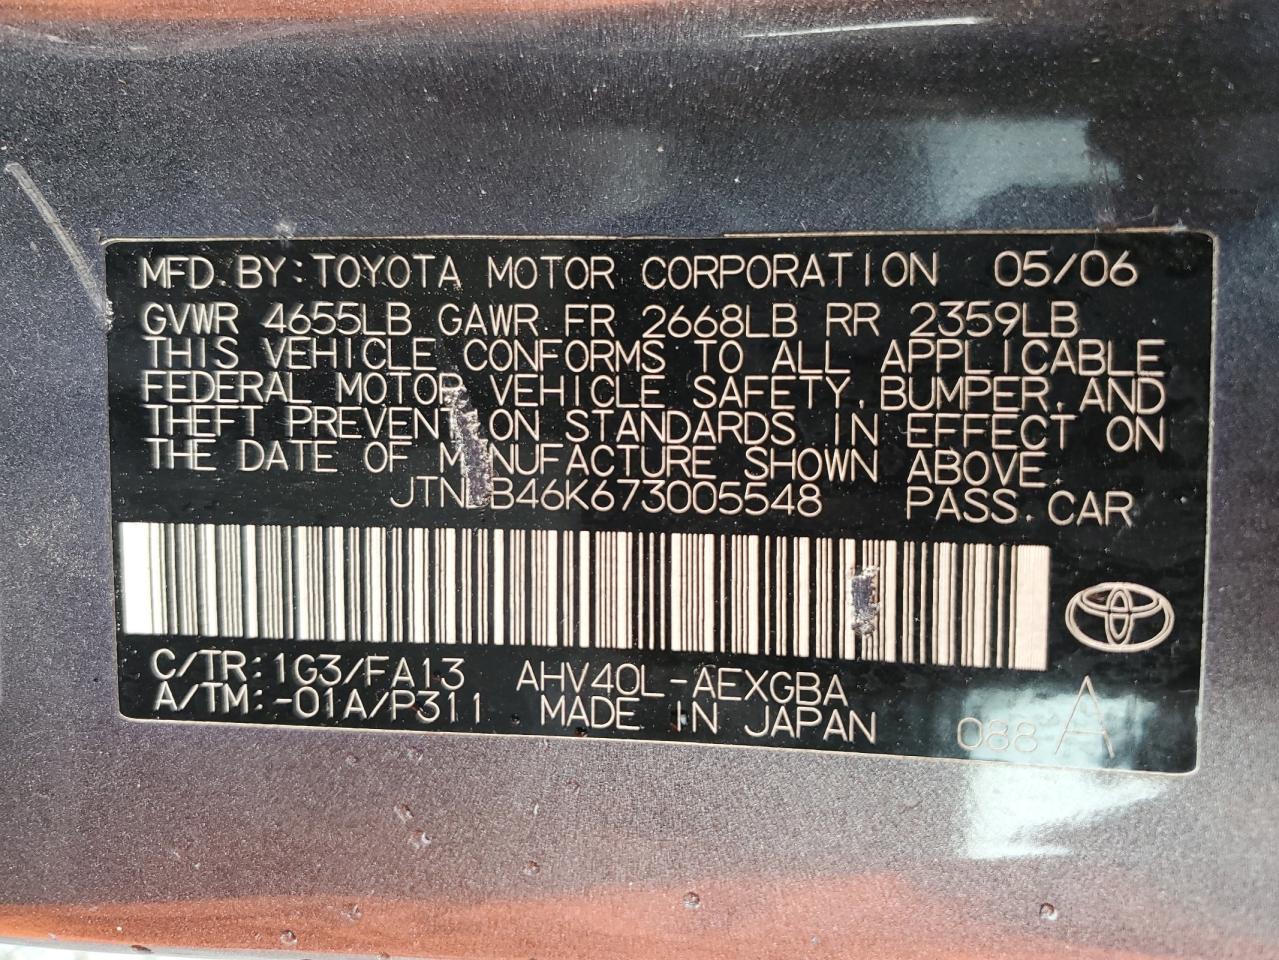 MFD. BY: TOYOTA MOTOR CORPORATION 05/06
GVWR 4655LB GAWR FR 2668LB RR 2359LB
THIS VEHICLE CONFORMS TO ALL APPLICABLE
FEDERAL MOTOR VEHICLE SAFETY, BUMPER, AND
THEFT PREVENTION STANDARDS IN EFFECT ON
THE DATE OF MANUFACTURE SHOWN ABOVE.
PASS. CAR
C/TR: 1G3/FA13 AHV40L-AEXGBA
A/TM: -01A/P311 MADE IN JAPAN 088 A